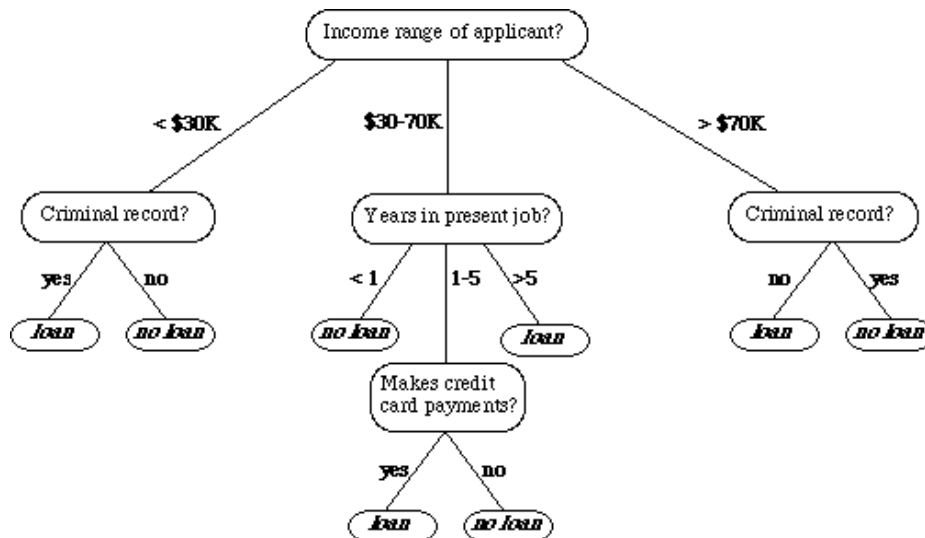 Income range of applicant?
< $30K
$30-70K
> $70K
Criminal record?
Years in present job?
Criminal record?
yes
no
< 1
1-5
>5
no
yes
loan
no loan
no loan
loan
loan
no loan
Makes credit
card payments?
yes
no
loan
no loan